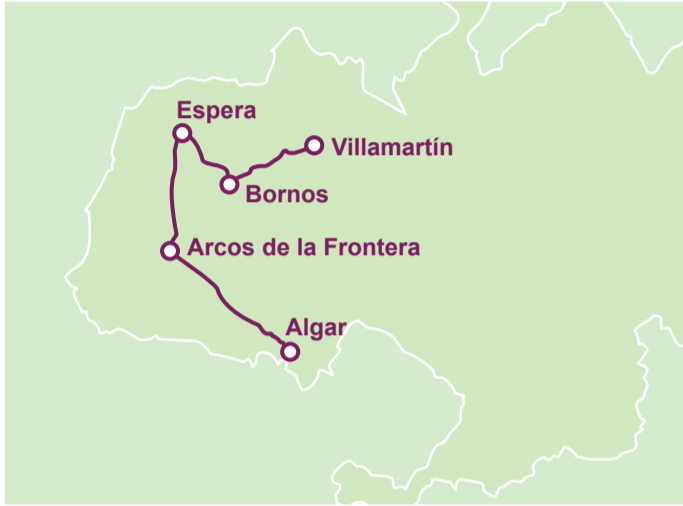 Espera
Villamartín
Bornos
Arcos de la Frontera
Algar